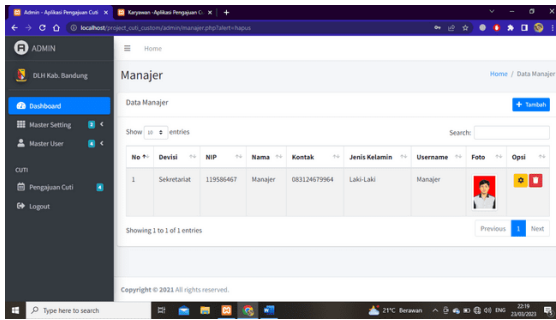 Admin - Aplikasi Pengajuan Cuti
Karyawan -Aplikasi Pengajuan C
localhost/project_cuti_custom/admin/manajer.php?alert=hapus
ADMIN
Home
DLH Kab. Bandung
Manajer
Home / Data Manajer
Dashboard
Data Manajer
Tambah
Master Setting
Master User
Show 10 entries
Search:
No Devisi NIP Nama Kontak Jenis Kelamin Username Foto Opsi
CUTI
1 Sekretariat 119586467 Manajer 083124679964 Laki-Laki Manajer
Pengajuan Cuti
Logout
Showing 1 to 1 of 1 entries
Previous 1 Next
Copyright © 2021 All rights reserved.
Type here to search
21°C Berawan
ENG
22:19
23/03/2023